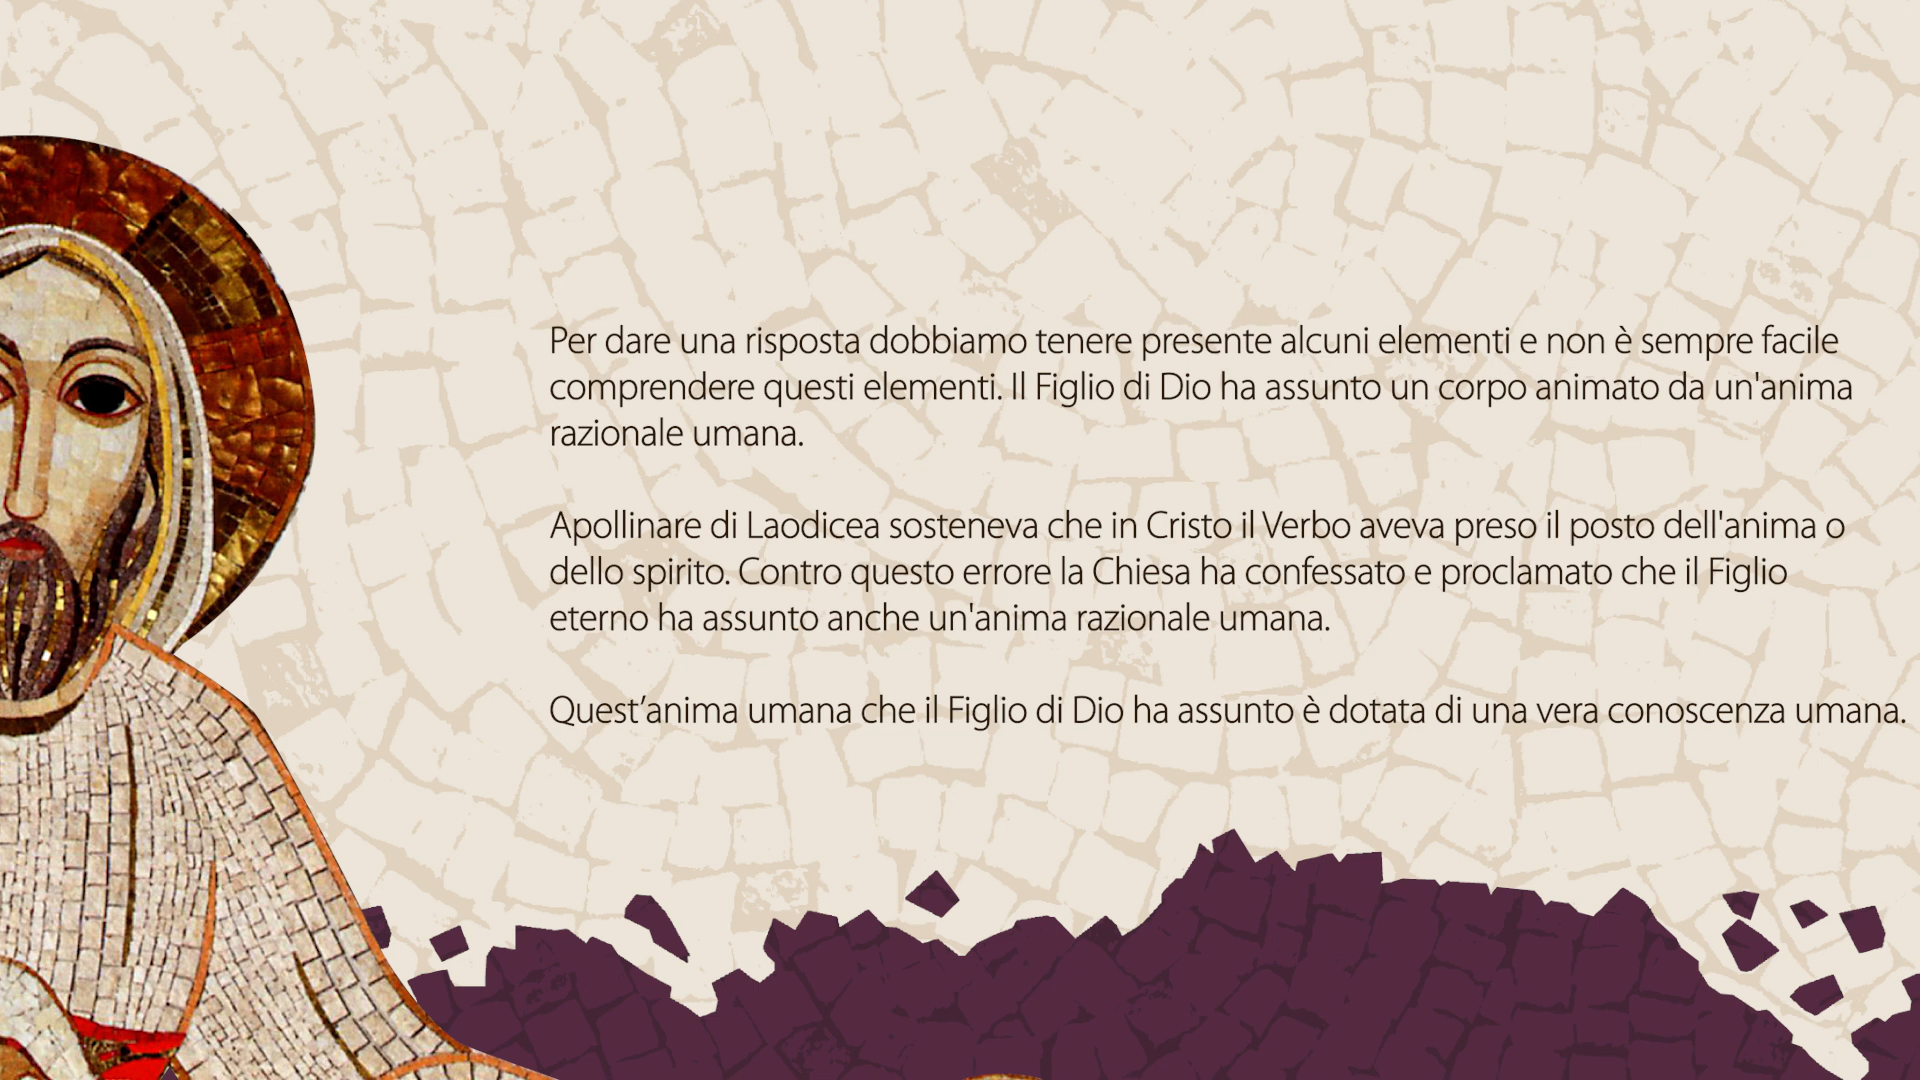 Per dare una risposta dobbiamo tenere presente alcuni elementi e non è sempre facile
comprendere questi elementi. Il Figlio di Dio ha assunto un corpo animato da un'anima
razionale umana.
Apollinare di Laodicea sosteneva che in Cristo il Verbo aveva preso il posto dell'anima o
dello spirito. Contro questo errore la Chiesa ha confessato e proclamato che il Figlio
eterno ha assunto anche un'anima razionale umana.
Quest’anima umana che il Figlio di Dio ha assunto è dotata di una vera conoscenza umana.